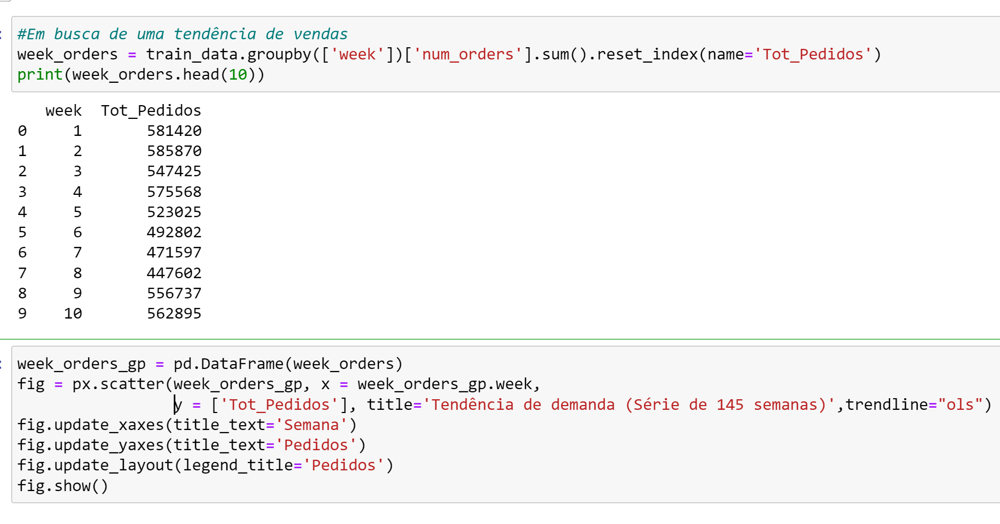 #Em busca de uma tendência de vendas
week_orders = train_data.groupby(['week'])['num_orders'].sum().reset_index(name='Tot_Pedidos')
print(week_orders.head(10))
week Tot_Pedidos
0 1 581420
1 2 585870
2 3 547425
3 4 575568
4 5 523025
5 6 492802
6 7 471597
7 8 447602
8 9 556737
9 10 562895
week_orders_gp = pd.DataFrame(week_orders)
fig = px.scatter(week_orders_gp, x = week_orders_gp.week,
y = ['Tot_Pedidos'], title='Tendência de demanda (Série de 145 semanas)',trendline="ols")
fig.update_xaxes(title_text='Semana')
fig.update_yaxes(title_text='Pedidos')
fig.update_layout(legend_title='Pedidos')
fig.show()